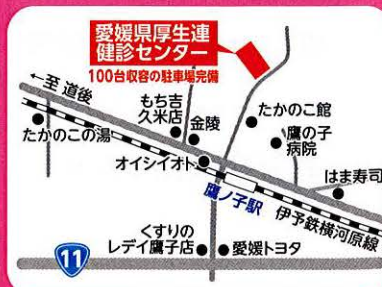 愛媛県厚生連
健診センター
100台収容の駐車場完備
←至 道後
もち吉
久米店
金陵
たかのこ館
鷹の子
病院
たかのこの湯
オイシイオト
はま寿司
鷹ノ子駅
伊予鉄横河原線
くすりの
レデイ鷹子店
愛媛トヨタ
11